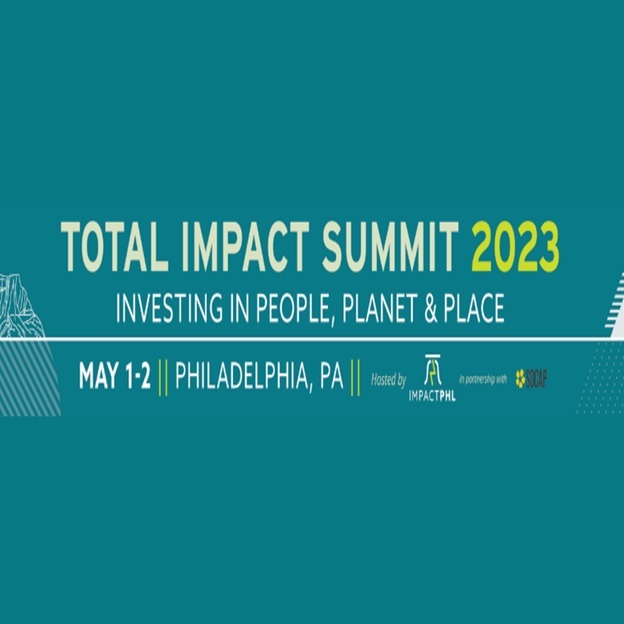 TOTAL IMPACT SUMMIT 2023
INVESTING IN PEOPLE, PLANET & PLACE
MAY 1-2 || PHILADELPHIA, PA || Hosted by IMPACTPHL in partnership with SOCAP